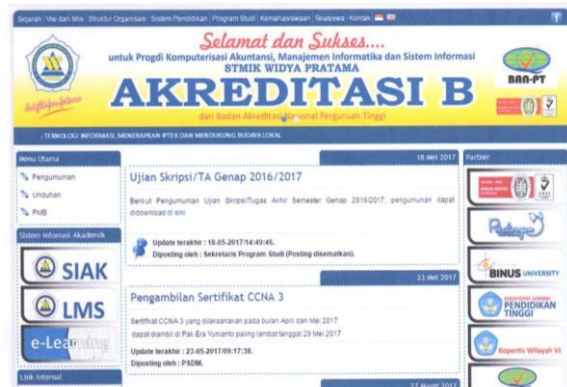 Sejarah Visi dan Misi Struktur Organisasi Sistem Pendidikan Program Studi Kemahasiswaan Beasiswa Kontak
Selamat dan Sukses....
untuk Progdi Komputerisasi Akuntansi, Manajemen Informatika dan Sistem Informasi
STMIK WIDYA PRATAMA
AKREDITASI B
dari Badan Akreditasi Nasional Perguruan Tinggi
BAN-PT
TEKNOLOGI INFORMASI, MENERAPKAN IPTEK DAN MENDUKUNG BUDAYA LOKAL
Menu Utama
Pengumuman
Unduhan
PMB
Sistem Informasi Akademik
SIAK
LMS
e-Learning
Link Internal
18 Mei 2017
Ujian Skripsi/TA Genap 2016/2017
Berikut Pengumuman Ujian Skripsi/Tugas Akhir Semester Genap 2016/2017, pengumuman dapat
didownload di sini
Update terakhir : 18-05-2017/14:49:46.
Diposting oleh : Sekretaris Program Studi (Posting disematkan).
23 Mei 2017
Pengambilan Sertifikat CCNA 3
Sertifikat CCNA 3 yang dilaksanakan pada bulan April dan Mei 2017
dapat diambil di Pak Era Yunianto paling lambat tanggal 29 Mei 2017
Update terakhir : 23-05-2017/09:17:38.
Diposting oleh : PSDM.
27 Maret 2017
Partner
BINUS UNIVERSITY
PENDIDIKAN
TINGGI
Kopertis Wilayah VI